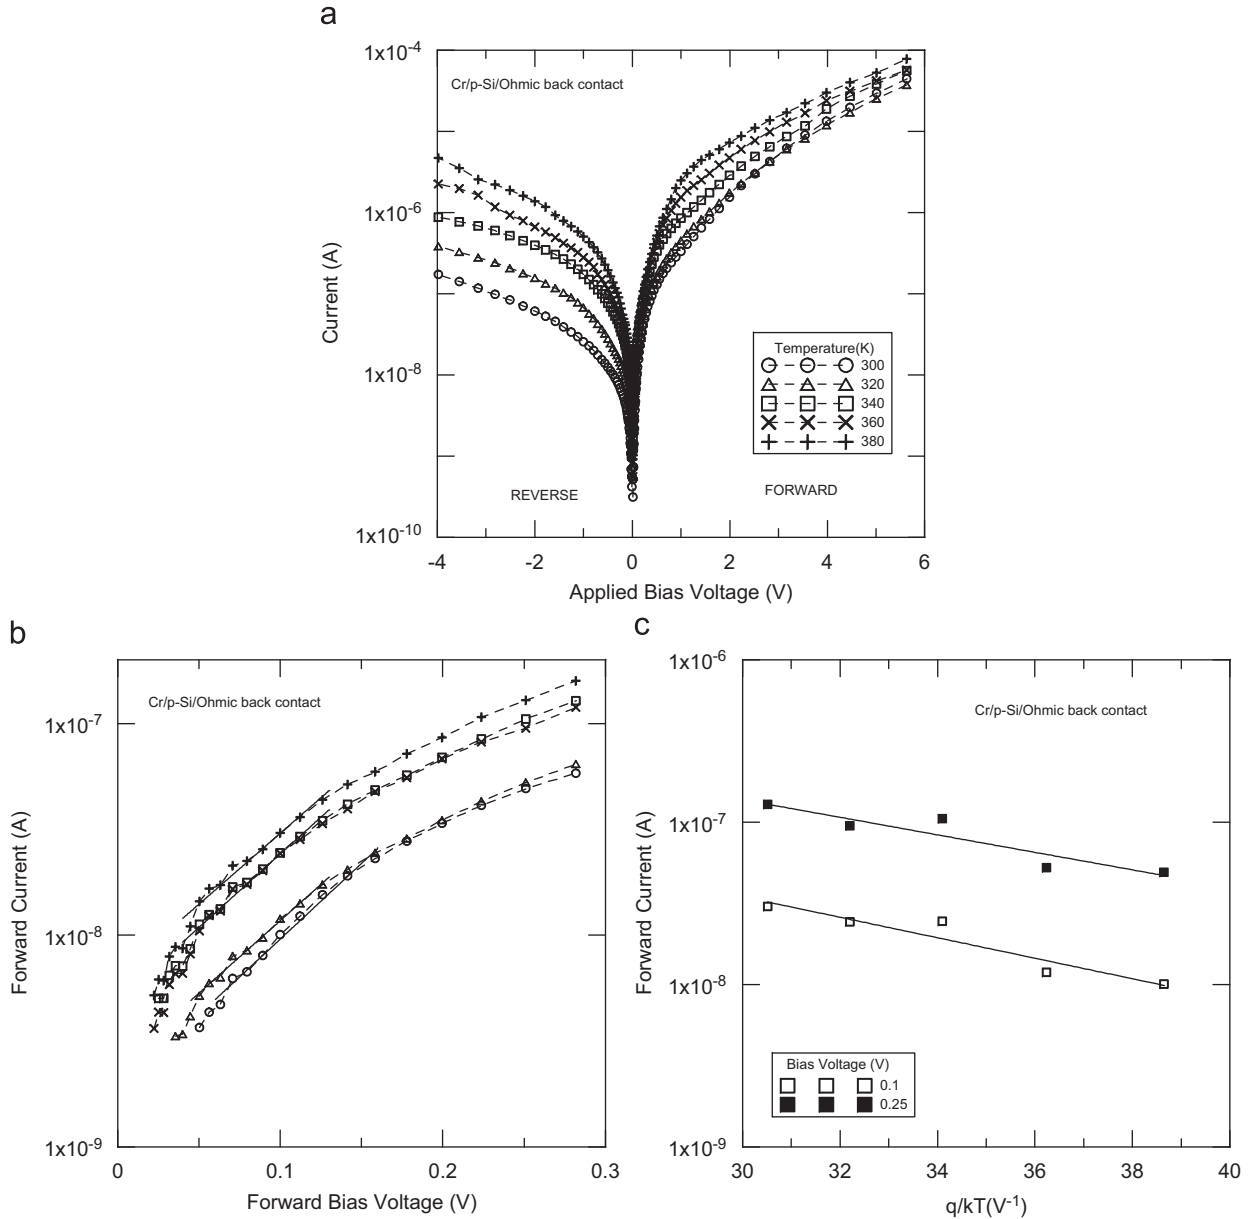 a
1x10-4
1x10-6
1x10-8
1x10-10
Current (A)
Cr/p-Si/Ohmic back contact
Temperature(K)
300
320
340
360
380
REVERSE
FORWARD
-4 -2 0 2 4 6
Applied Bias Voltage (V)
b
1x10-7
1x10-8
1x10-9
Forward Current (A)
Cr/p-Si/Ohmic back contact
0 0.1 0.2 0.3
Forward Bias Voltage (V)
c
1x10-6
1x10-7
1x10-8
1x10-9
Forward Current (A)
Cr/p-Si/Ohmic back contact
Bias Voltage (V)
0.1
0.25
30 32 34 36 38 40
q/kT(V-1)